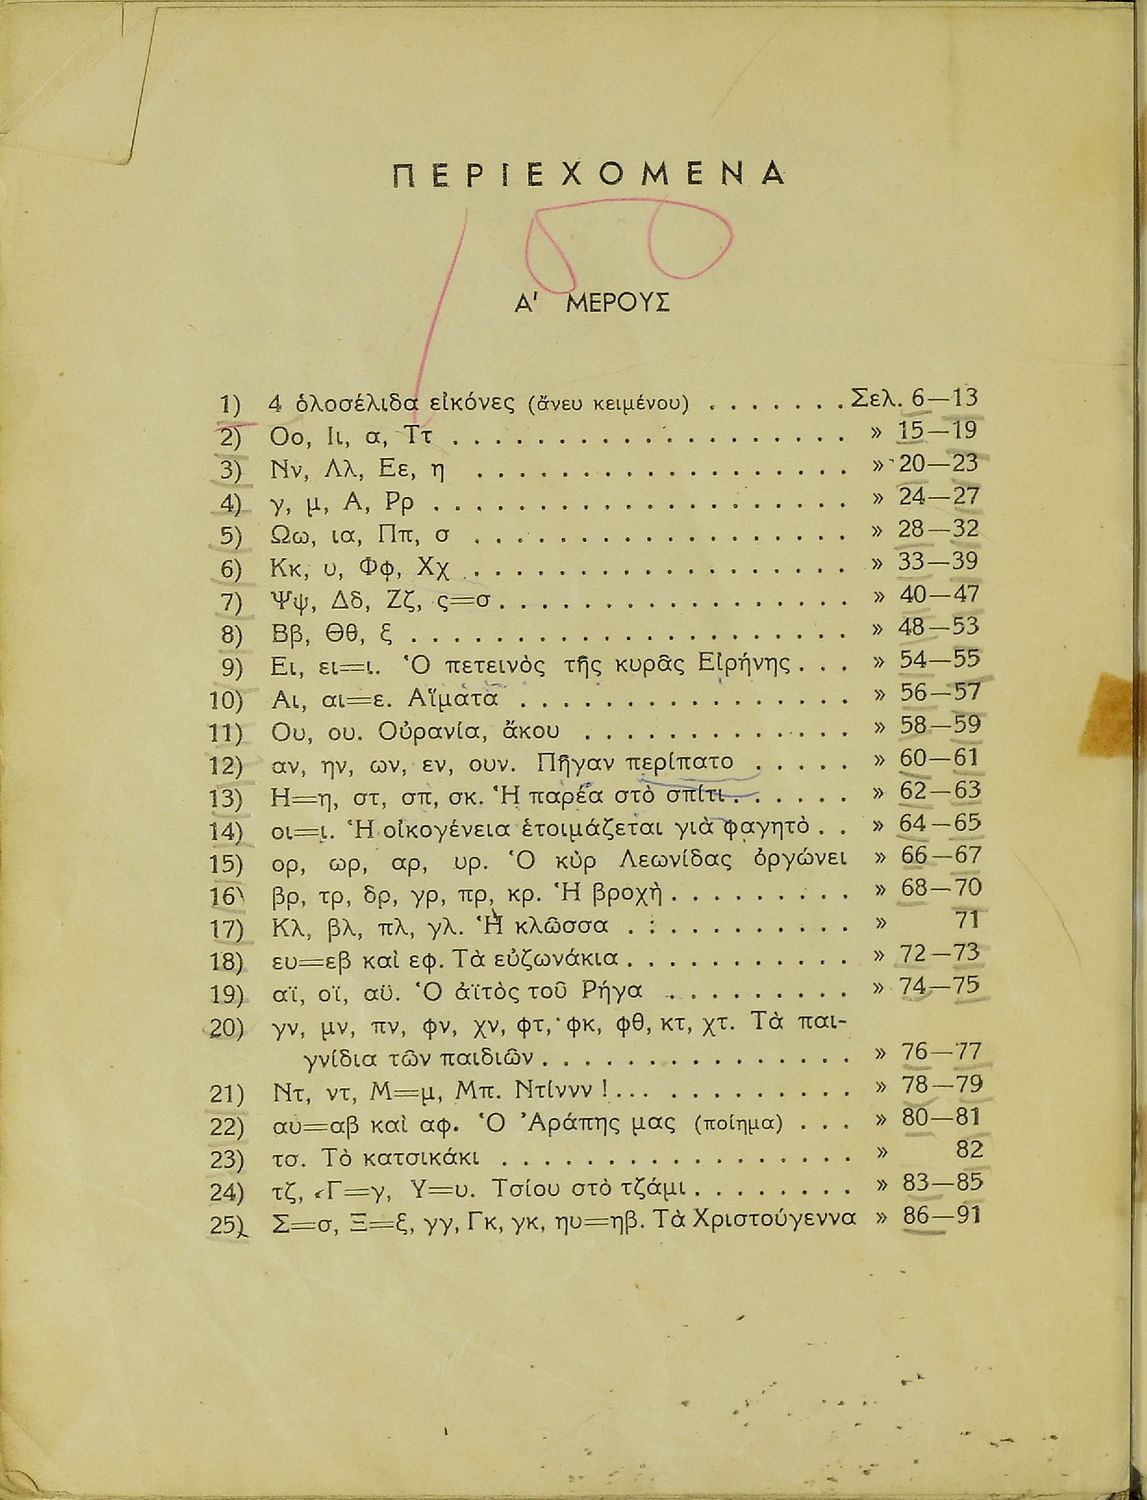 ΠΕΡΙΕΧΟΜΕΝΑ
100
Α' ΜΕΡΟΥΣ
1) 4 ὁλοσέλιδα εἰκόνες (ἄνευ κειμένου) . . . . . . . Σελ. 6—13
2) Οο, Ιι, α, Ττ . . . . . . . . . . . . . . . . . . . » 15—19
3) Νν, Λλ, Εε, η . . . . . . . . . . . . . . . . . . » 20—23
4) γ, μ, Α, Ρρ . . . . . . . . . . . . . . . . . . . . » 24—27
5) Ωω, ια, Ππ, σ . . . . . . . . . . . . . . . . . . » 28—32
6) Κκ, υ, Φφ, Χχ . . . . . . . . . . . . . . . . . . » 33—39
7) Ψψ, Δδ, Ζζ, ς=σ . . . . . . . . . . . . . . . . . » 40—47
8) Ββ, Θθ, ξ . . . . . . . . . . . . . . . . . . . . . » 48—53
9) Ει, ει=ι. Ὁ πετεινὸς τῆς κυρᾶς Εἰρήνης . . . » 54—55
10) Αι, αι=ε. Αἵματα . . . . . . . . . . . . . . . . » 56—57
11) Ου, ου. Οὐρανία, ἄκου . . . . . . . . . . . . . » 58—59
12) αν, ην, ων, εν, ουν. Πῆγαν περίπατο . . . . . » 60—61
13) Η=η, στ, σπ, σκ. Ἡ παρέα στὸ σπίτι . . . . . . » 62—63
14) οι=ι. Ἡ οἰκογένεια ἑτοιμάζεται γιὰ φαγητὸ . . » 64—65
15) ορ, ωρ, αρ, υρ. Ὁ κὺρ Λεωνίδας ὀργώνει » 66—67
16) βρ, τρ, δρ, γρ, πρ, κρ. Ἡ βροχὴ . . . . . . . . . » 68—70
17) Κλ, βλ, πλ, γλ. Ἡ κλῶσσα . : . . . . . . . . . » 71
18) ευ=εβ καὶ εφ. Τὰ εὐζωνάκια . . . . . . . . . . . » 72—73
19) αϊ, οϊ, αϋ. Ὁ ἀϊτὸς τοῦ Ρήγα . . . . . . . . . » 74—75
20) γν, μν, πν, φν, χν, φτ, φκ, φθ, κτ, χτ. Τὰ παι-
γνίδια τῶν παιδιῶν . . . . . . . . . . . . . . . » 76—77
21) Ντ, ντ, Μ=μ, Μπ. Ντίννν ! . . . . . . . . . . . . » 78—79
22) αυ=αβ καὶ αφ. Ὁ Ἀράπης μας (ποίημα) . . . » 80—81
23) τσ. Τὸ κατσικάκι . . . . . . . . . . . . . . . . . » 82
24) τζ, Γ=γ, Υ=υ. Τσίου στὸ τζάμι . . . . . . . . » 83—85
25) Σ=σ, Ξ=ξ, γγ, Γκ, γκ, ηυ=ηβ. Τὰ Χριστούγεννα » 86—91